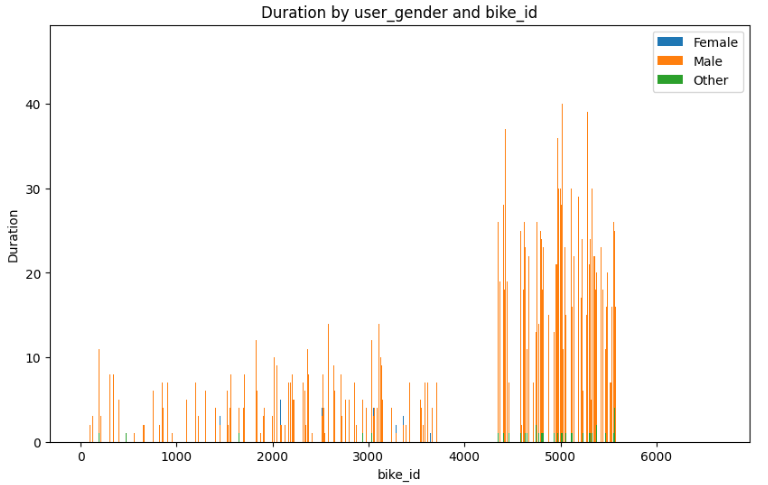 Duration by user_gender and bike_id
Female
Male
Other
40
30
20
10
0
Duration
0 1000 2000 3000 4000 5000 6000
bike_id